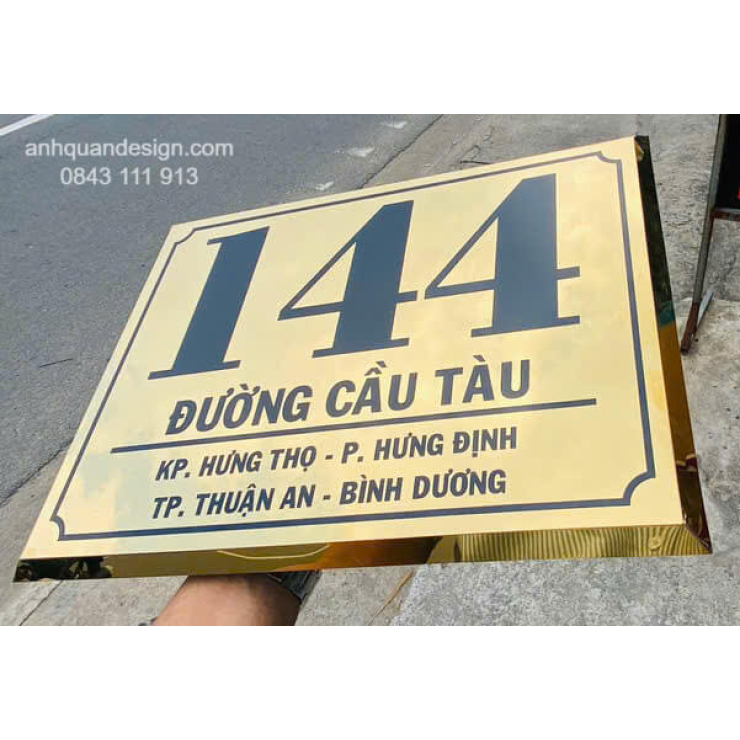 anhquandesign.com
0843 111 913
144
ĐƯỜNG CẦU TÀU
KP. HƯNG THỌ - P. HƯNG ĐỊNH
TP. THUẬN AN - BÌNH DƯƠNG